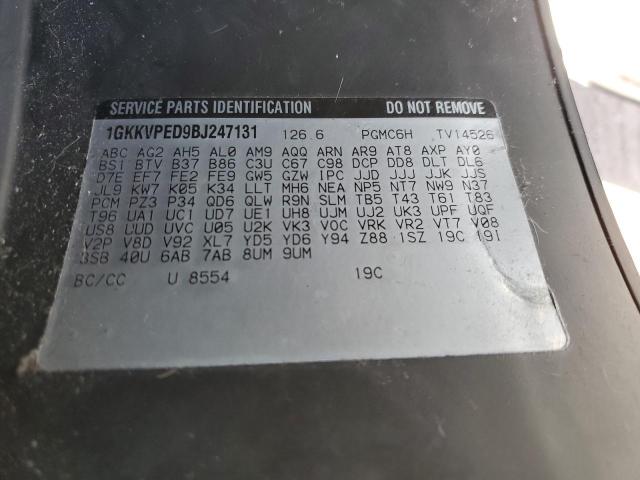 SERVICE PARTS IDENTIFICATION DO NOT REMOVE
1GKKVPED9BJ247131 126.6 PGMC6H TV14526
ABC AG2 AH5 AL0 AM9 AQQ ARN AR9 AT8 AXP AY0
BS1 BTV B37 B86 C3U C67 C98 DCP DD8 DLT DL6
D7E EF7 FE2 FE9 GW5 GZW IPC JJD JJJ JJK JJS
JL9 KW7 K05 K34 LLT MH6 NEA NP5 NT7 NW9 N37
PCM PZ3 P34 QD6 QLW R9N SLM TB5 T43 T61 T83
T96 UA1 UC1 UD7 UE1 UH8 UJM UJ2 UK3 UPF UQF
US8 UUD UVC U05 U2K VK3 VOC VRK VR2 VT7 V08
V2P V8D V92 XL7 YD5 YD6 Y94 Z88 1SZ 19C 19I
3SB 40U 6AB 7AB 8UM 9UM
BC/CC U 8554 19C